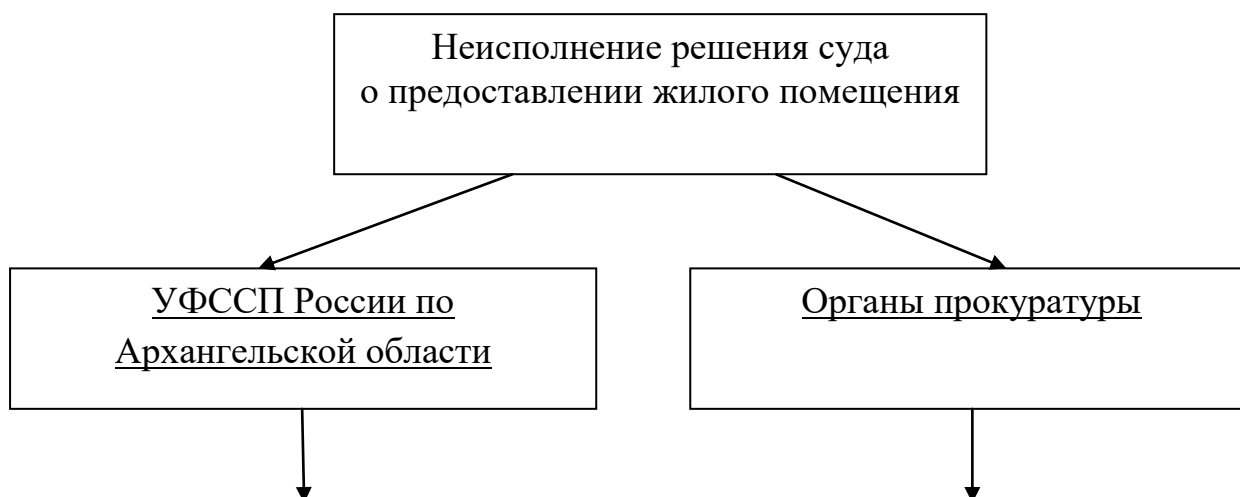 Неисполнение решения суда
о предоставлении жилого помещения
УФССП России по
Архангельской области
Органы прокуратуры